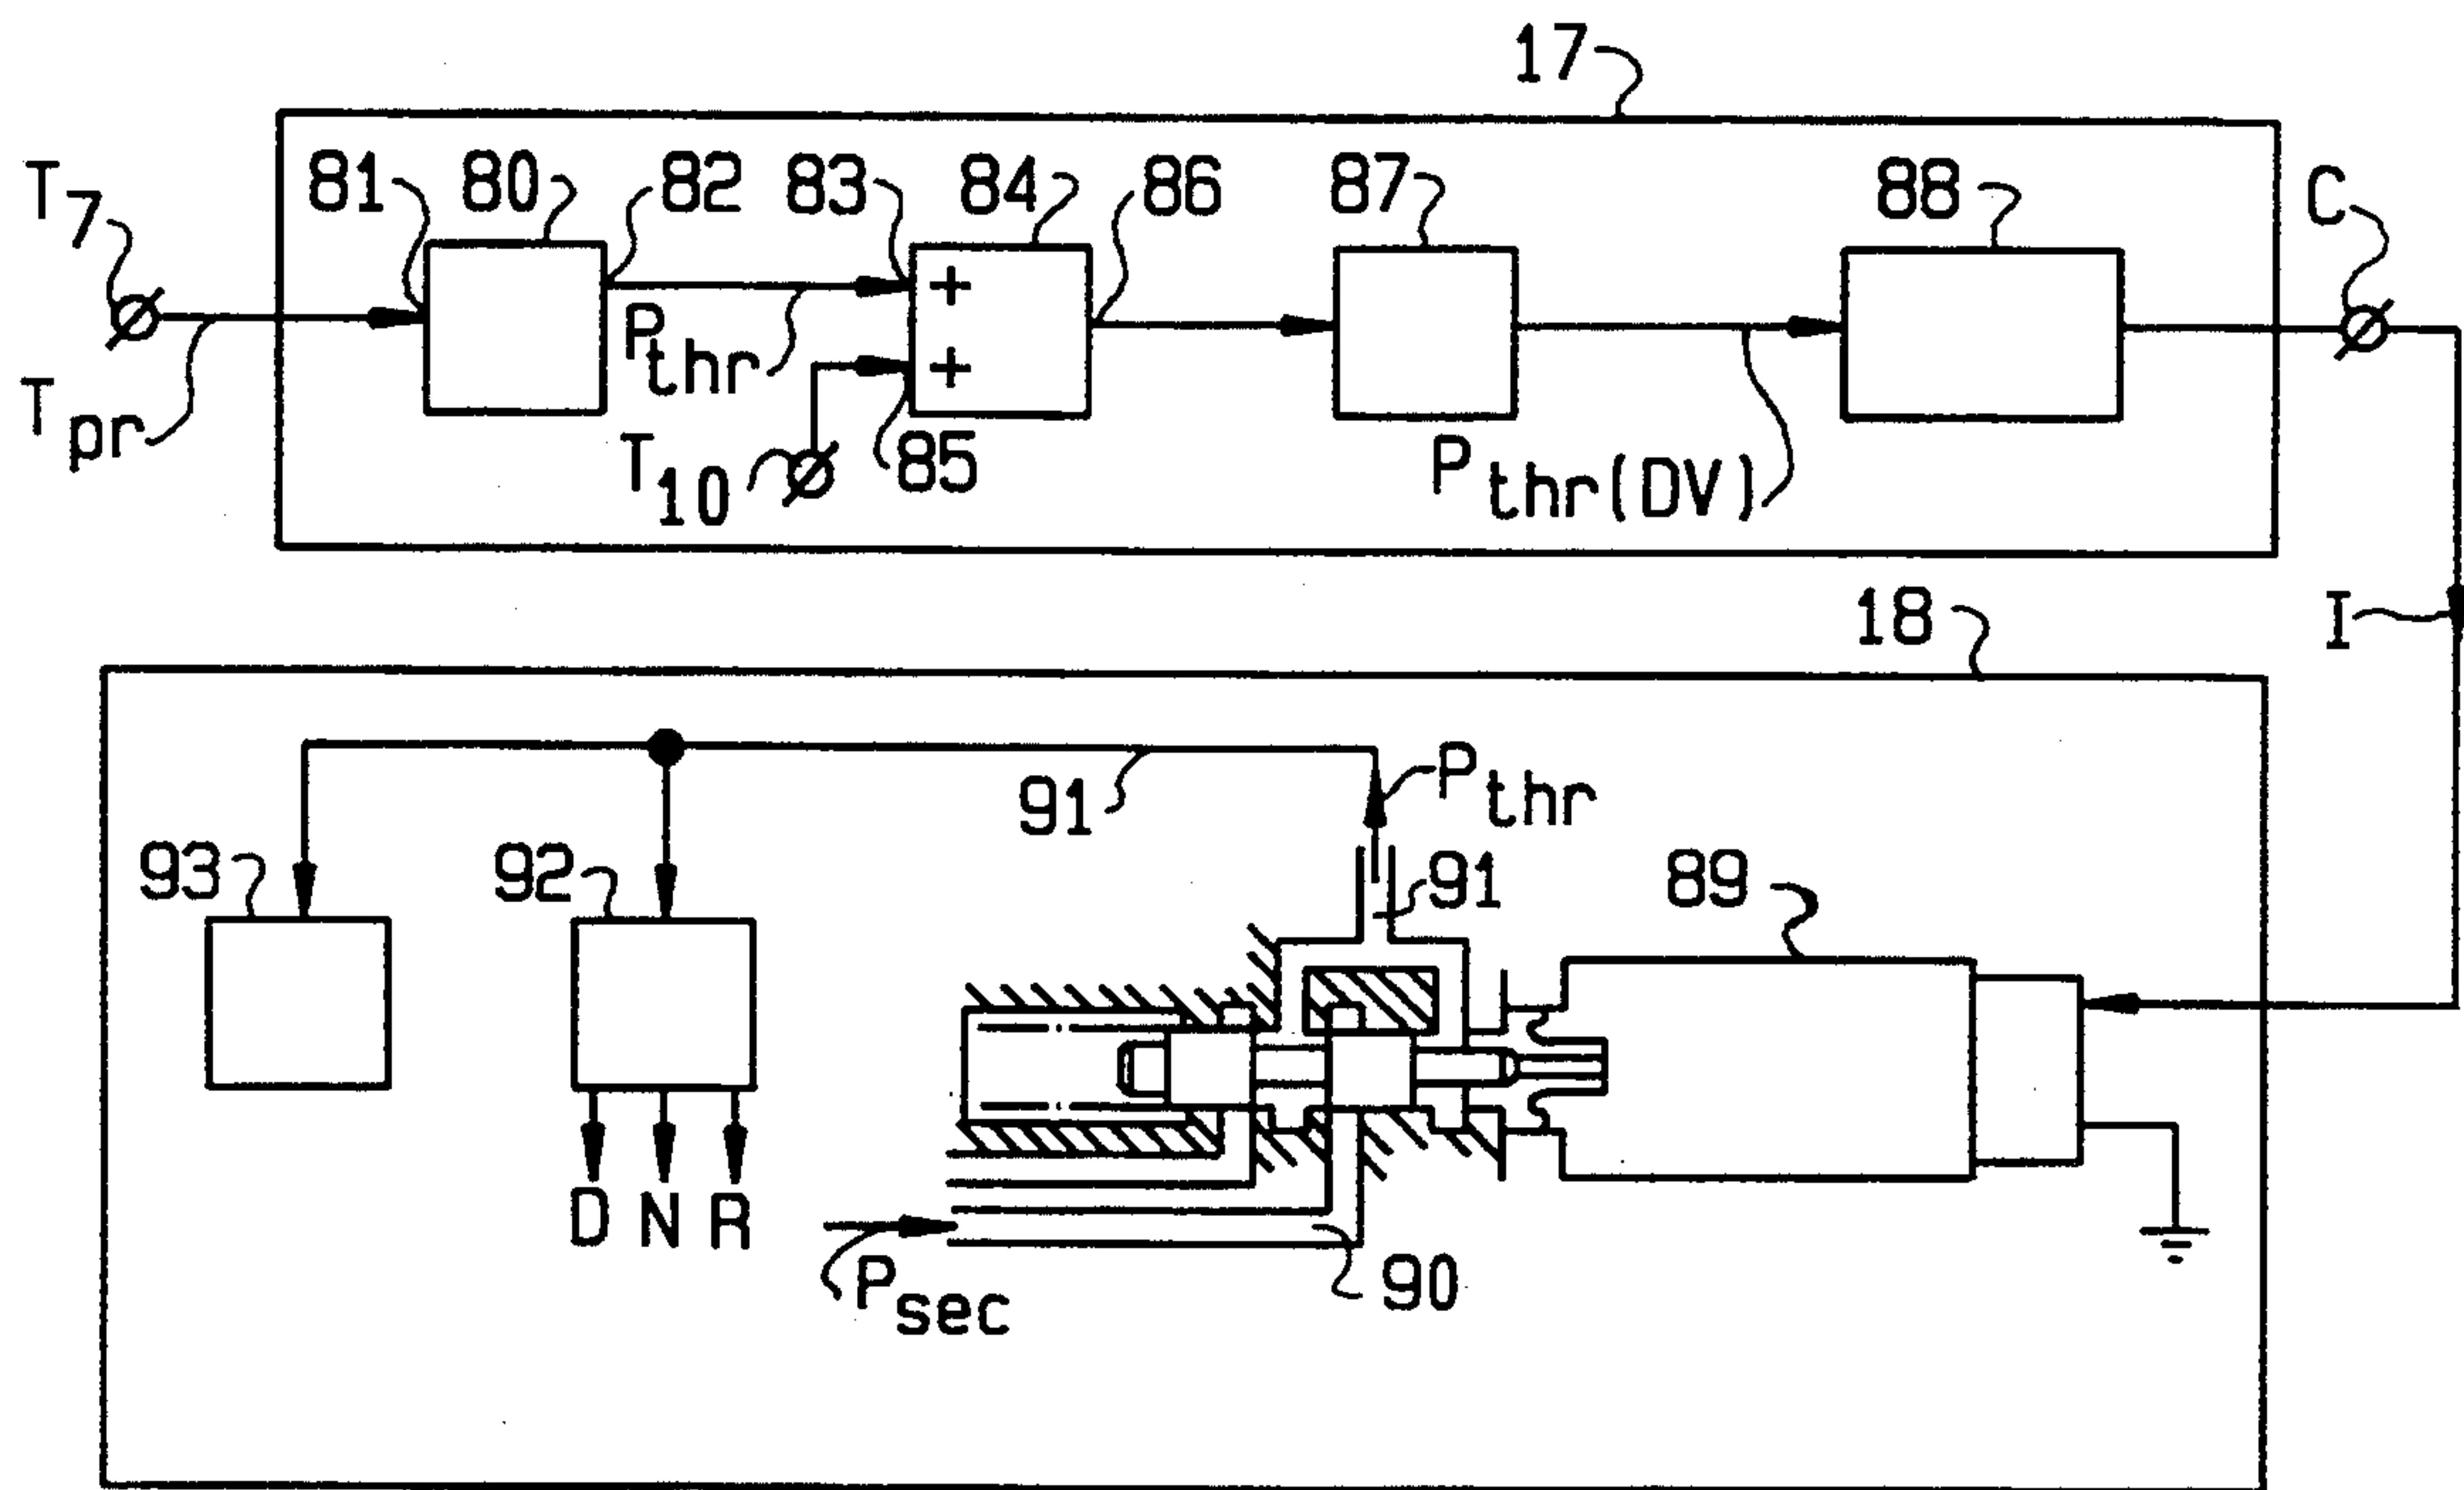 17
T7 81 80 82 83 84 86 87 88 C
Pthr
Tpr
T10 85 Pthr(DV)
18 I
91 Pthr
93 92 91 89
D N R
Psec 90